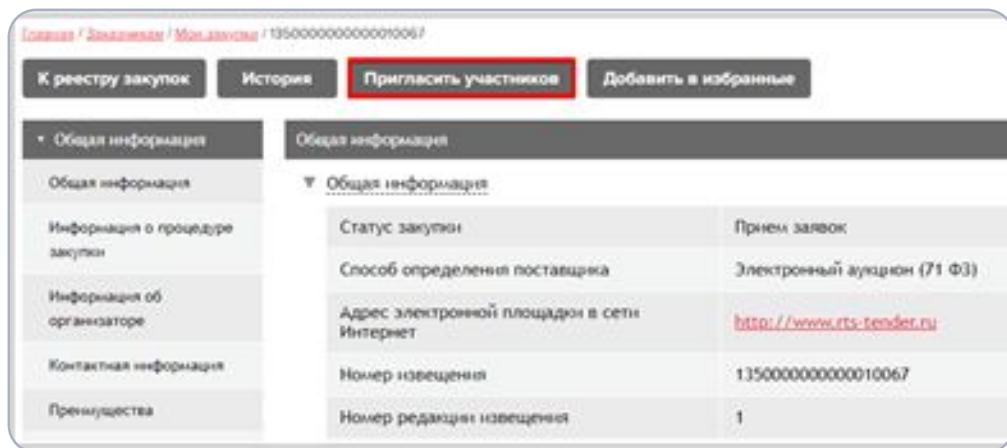 Главная / Заказчикам / Мои закупки / 1350000000000010067
К реестру закупок История Пригласить участников Добавить в избранные
Общая информация
Общая информация
Информация о процедуре
закупки
Информация об
организаторе
Контактная информация
Преимущества
Общая информация
Общая информация
Статус закупки Прием заявок
Способ определения поставщика Электронный аукцион (71 ФЗ)
Адрес электронной площадки в сети
Интернет
http://www.rts-tender.ru
Номер извещения 1350000000000010067
Номер редакции извещения 1